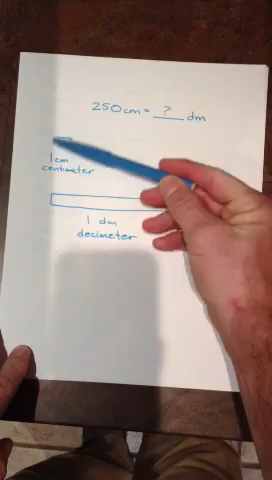 250cm = ? dm
1cm
centimeter
1 dm
decimeter